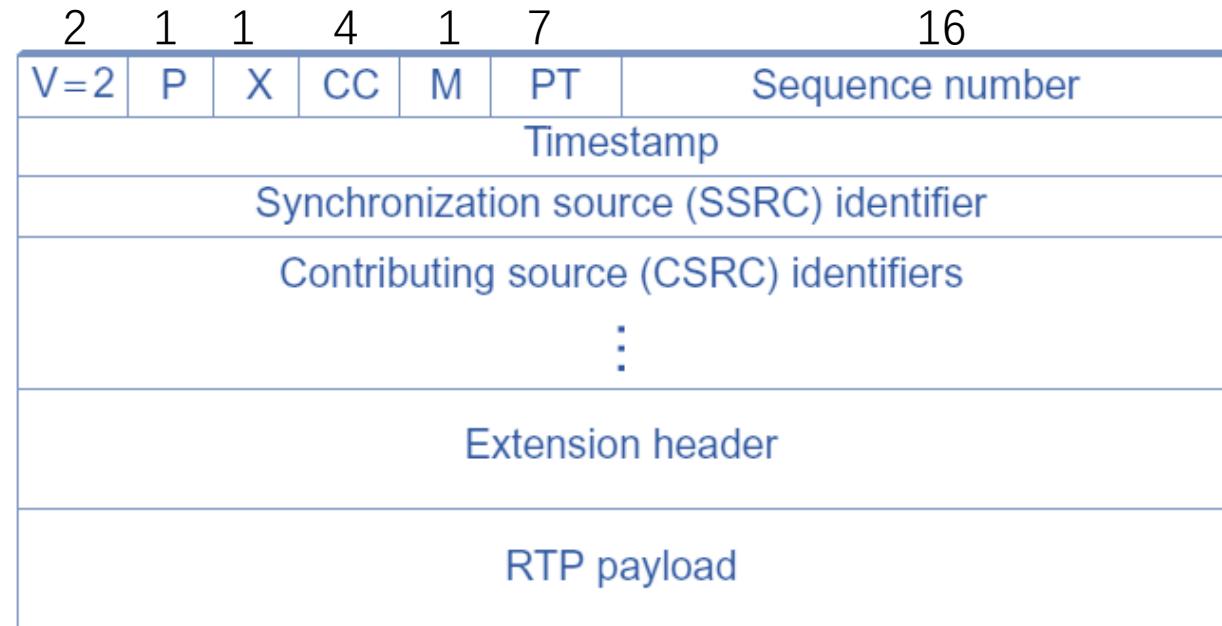 2 1 1 4 1 7 16
V=2 P X CC M PT Sequence number
Timestamp
Synchronization source (SSRC) identifier
Contributing source (CSRC) identifiers
⋮
Extension header
RTP payload